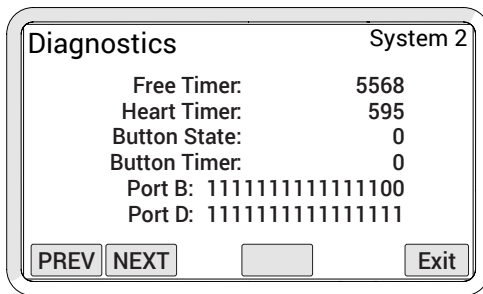 Diagnostics System 2
Free Timer: 5568
Heart Timer: 595
Button State: 0
Button Timer: 0
Port B: 1111111111111100
Port D: 1111111111111111
PREV NEXT Exit